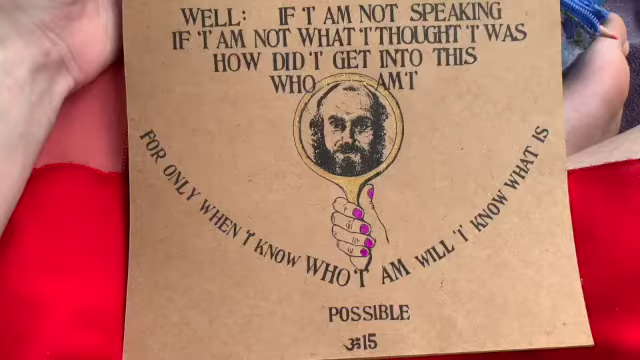 WELL: IF 'I' AM NOT SPEAKING
IF 'I' AM NOT WHAT 'I' THOUGHT 'I' WAS
HOW DID 'I' GET INTO THIS
WHO AM 'I'
FOR ONLY WHEN 'I' KNOW WHO 'I' AM WILL 'I' KNOW WHAT IS
POSSIBLE
ॐ15